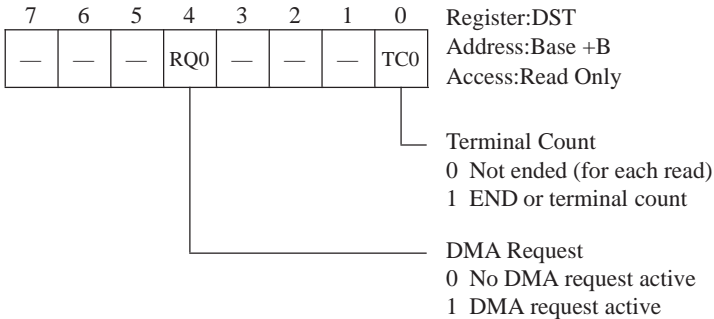 7 6 5 4 3 2 1 0
— — — RQ0 — — — TC0
Register:DST
Address:Base +B
Access:Read Only
Terminal Count
0 Not ended (for each read)
1 END or terminal count
DMA Request
0 No DMA request active
1 DMA request active